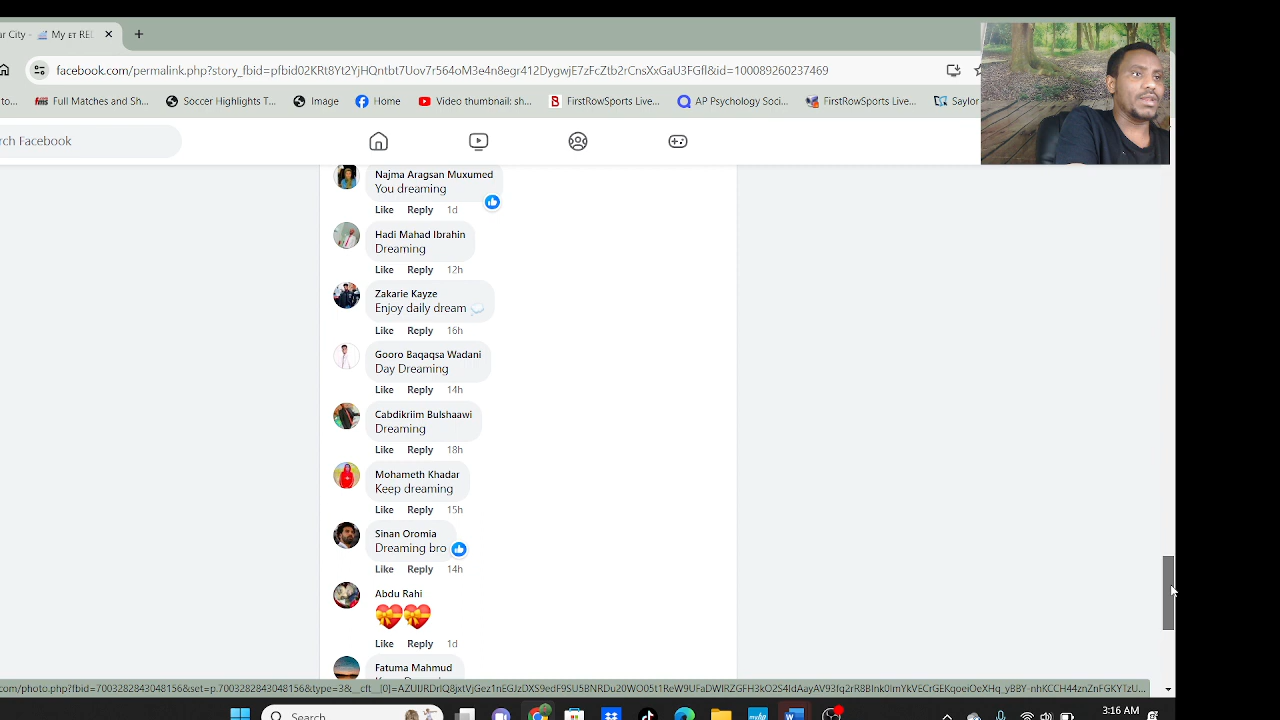 ar City - My ET REL
facebook.com/permalink.php?story_fbid=pfbid02KRt8Yt2YjHQntbnTUov7n3i4ohU3e4n8egr412DygwjE7zFcZtb2rCnsXxGaU3FGfl&id=100089260237469
to... Full Matches and Sh... Soccer Highlights T... Image Home Video thumbnail: sh... FirstRowSports Live... AP Psychology Soci... FirstRowSports Live... Saylor
rch Facebook
Najma Aragsan Muxumed
You dreaming
Like Reply 1d
Hadi Mahad Ibrahin
Dreaming
Like Reply 12h
Zakarie Kayze
Enjoy daily dream
Like Reply 16h
Gooro Baqaqsa Wadani
Day Dreaming
Like Reply 14h
Cabdikriim Bulshaawi
Dreaming
Like Reply 18h
Mohameth Khadar
Keep dreaming
Like Reply 15h
Sinan Oromia
Dreaming bro
Like Reply 14h
Abdu Rahi
Like Reply 1d
Fatuma Mahmud
Search
3:16 AM